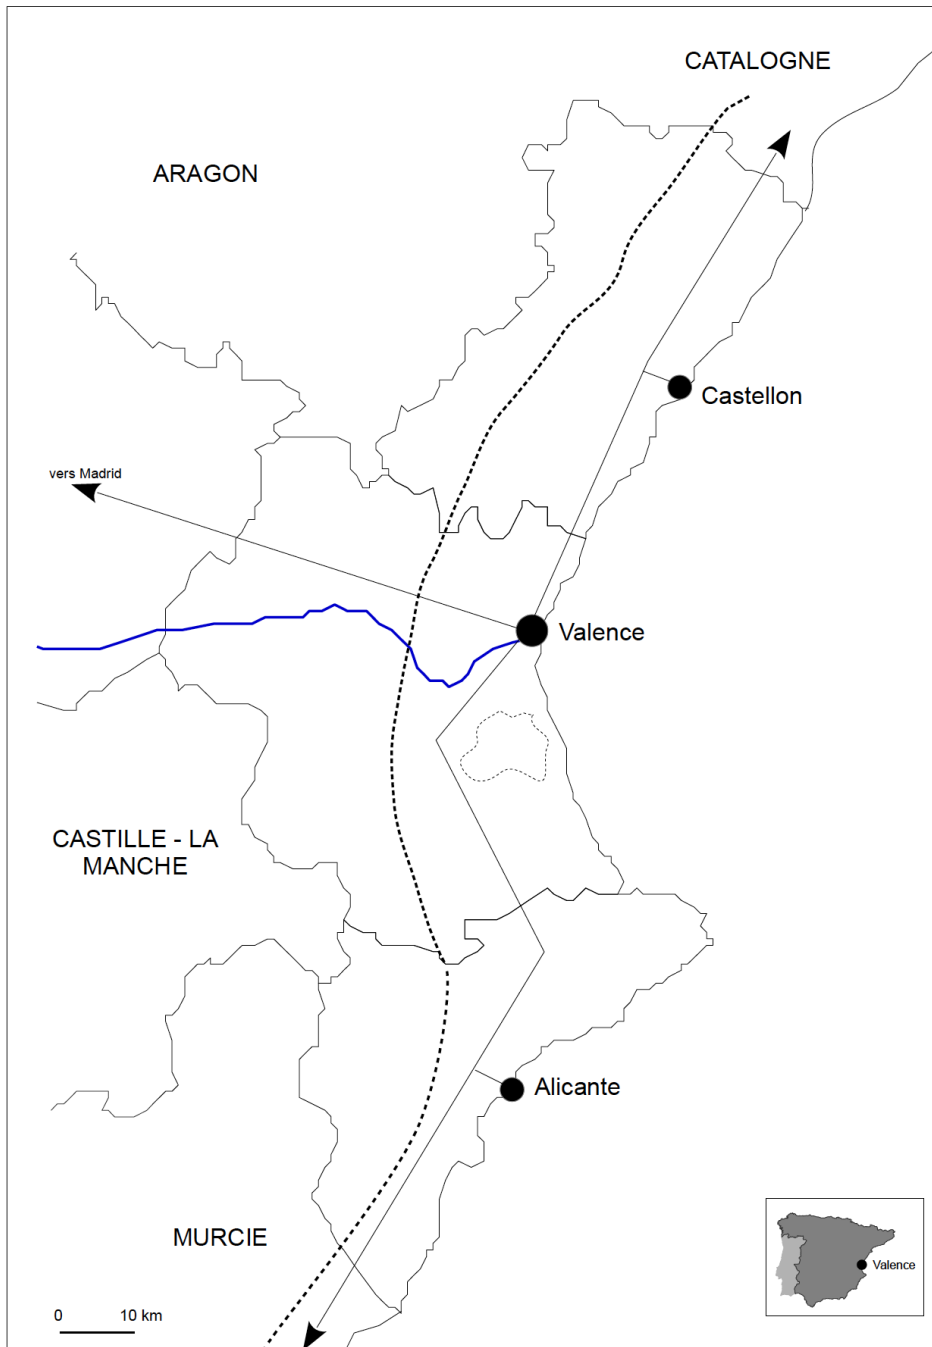 CATALOGNE
ARAGON
Castellon
vers Madrid
Valence
CASTILLE - LA
MANCHE
Alicante
MURCIE
Valence
0 10 km